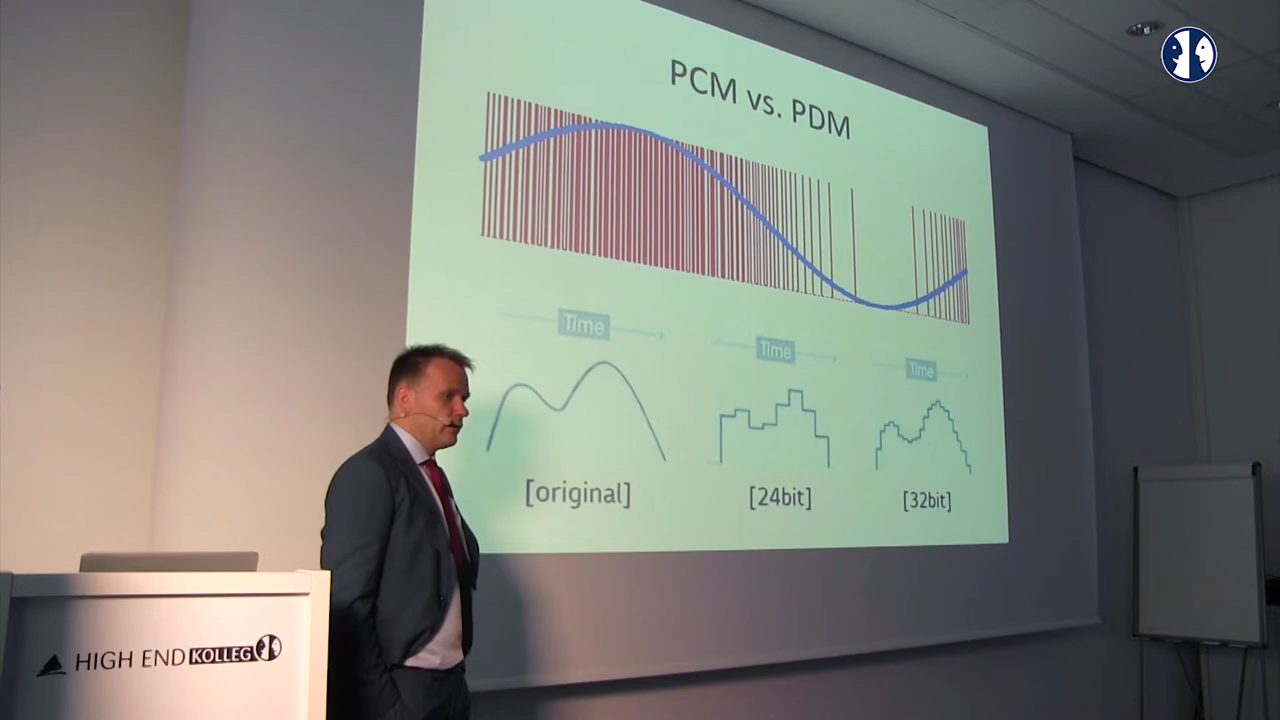 PCM vs. PDM
Time
Time
Time
[original]
[24bit]
[32bit]
HIGH END KOLLEG